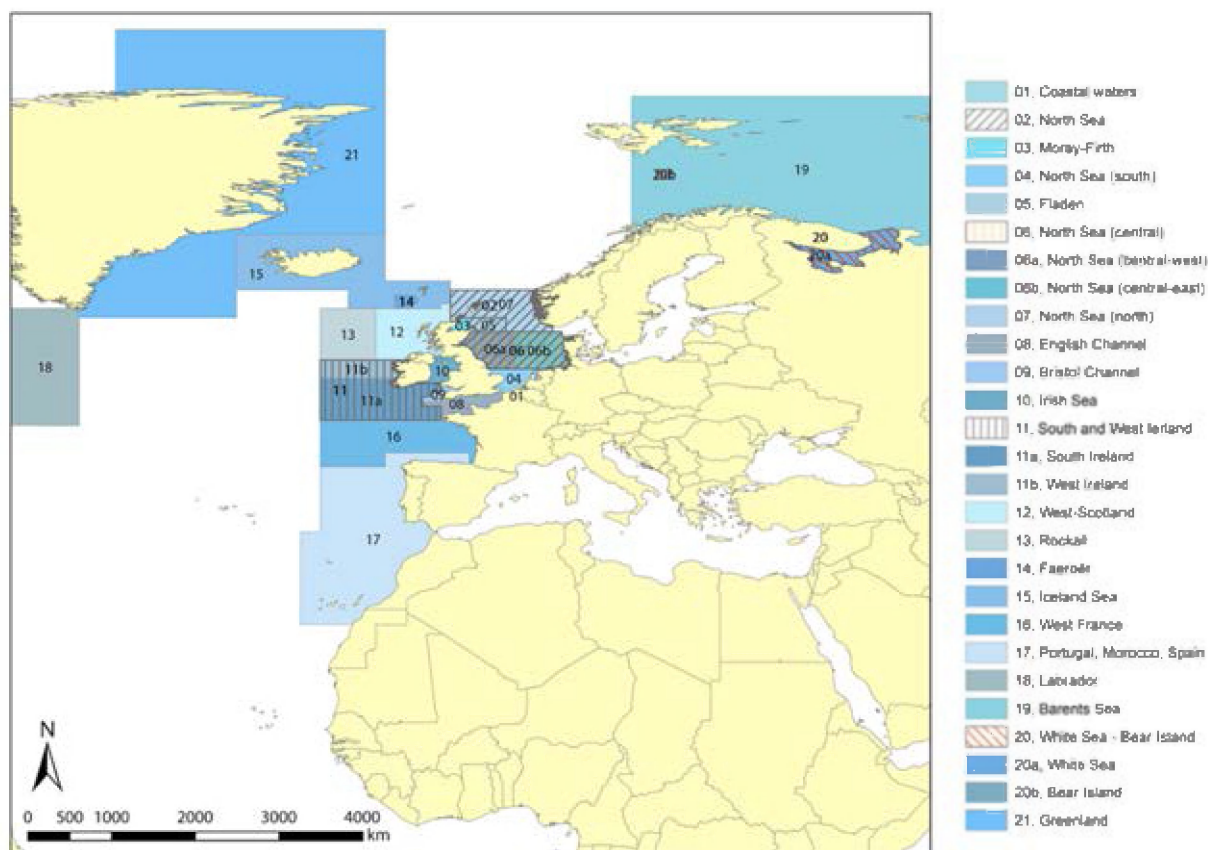 21
19
20b
20
20a
15
14
02
07
03
05
13
12
06a
06
06b
11b
10
04
18
11
11a
09
08
01
16
17
N
0 500 1000 2000 3000 4000
km
01, Coastal waters
02, North Sea
03, Moray-Firth
04, North Sea (south)
05, Fladen
06, North Sea (central)
06a, North Sea (central-west)
06b, North Sea (central-east)
07, North Sea (north)
08, English Channel
09, Bristol Channel
10, Irish Sea
11, South and West Ierland
11a, South Ireland
11b, West Ireland
12, West-Scotland
13, Rockall
14, Faeroër
15, Iceland Sea
16, West France
17, Portugal, Morocco, Spain
18, Labrador
19, Barents Sea
20, White Sea - Bear Island
20a, White Sea
20b, Bear Island
21, Greenland